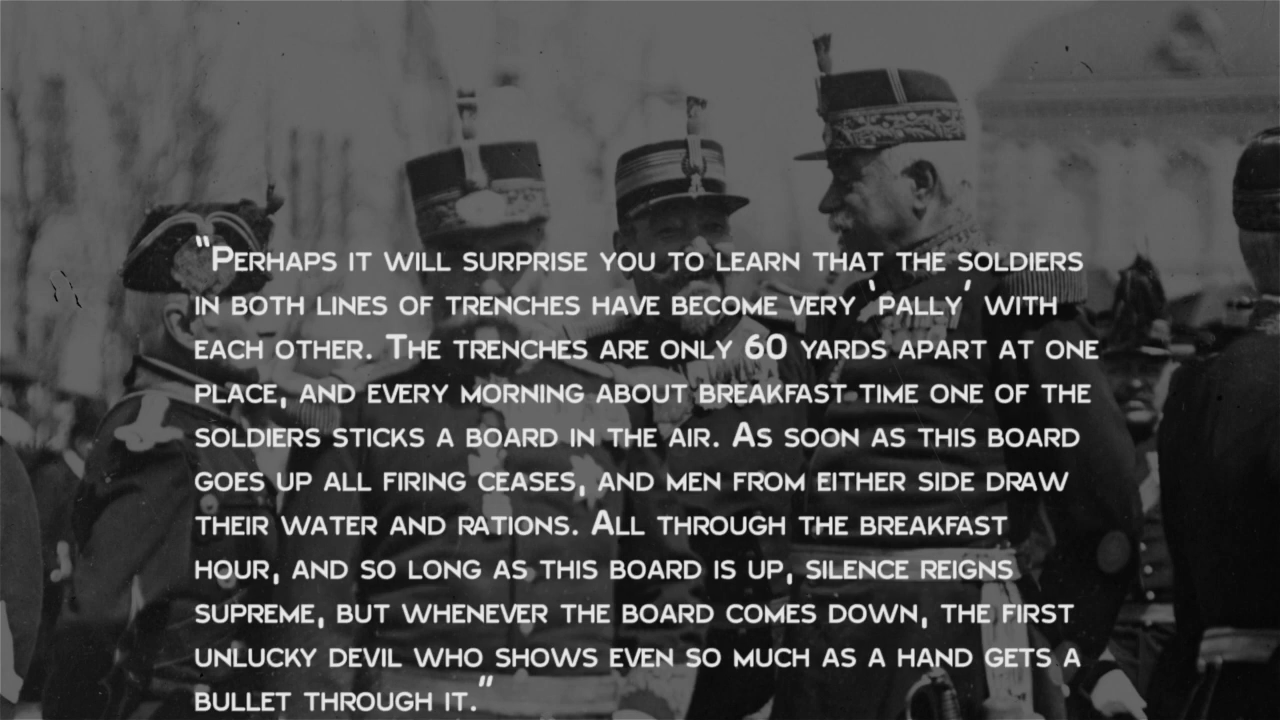 "Perhaps it will surprise you to learn that the soldiers
in both lines of trenches have become very 'pally' with
each other. The trenches are only 60 yards apart at one
place, and every morning about breakfast time one of the
soldiers sticks a board in the air. As soon as this board
goes up all firing ceases, and men from either side draw
their water and rations. All through the breakfast
hour, and so long as this board is up, silence reigns
supreme, but whenever the board comes down, the first
unlucky devil who shows even so much as a hand gets a
bullet through it."